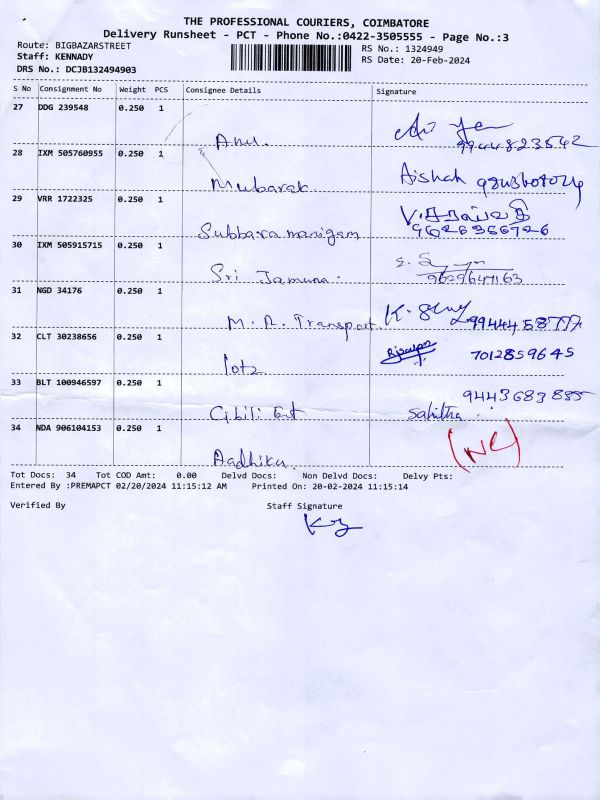 THE PROFESSIONAL COURIERS, COIMBATORE
Delivery Runsheet - PCT - Phone No.:0422-3505555 - Page No.:3
Route: BIGBAZARSTREET RS No.: 1324949
Staff: KENNADY RS Date: 20-Feb-2024
DRS No.: DCJB132494903
S No Consignment No Weight PCS Consignee Details Signature
27 DDG 239548 0.250 1
Anu. 9944823542
28 IXM 505760955 0.250 1
Mubarak Aishah
29 VRR 1722325 0.250 1
Subbaramanigam 9626366726
30 IXM 505915715 0.250 1
Sri Jamuna. 9629647163
31 NGD 34176 0.250 1
M. R. Transport K.
32 CLT 30238656 0.250 1
lotz 7012859645
33 BLT 100946597 0.250 1 9443683855
Gibili Ent Sahitha
34 NDA 906104153 0.250 1 (NC)
Aadhika.
Tot Docs: 34 Tot COD Amt: 0.00 Delvd Docs: Non Delvd Docs: Delvy Pts:
Entered By :PREMAPCT 02/20/2024 11:15:12 AM Printed On: 20-02-2024 11:15:14
Verified By Staff Signature